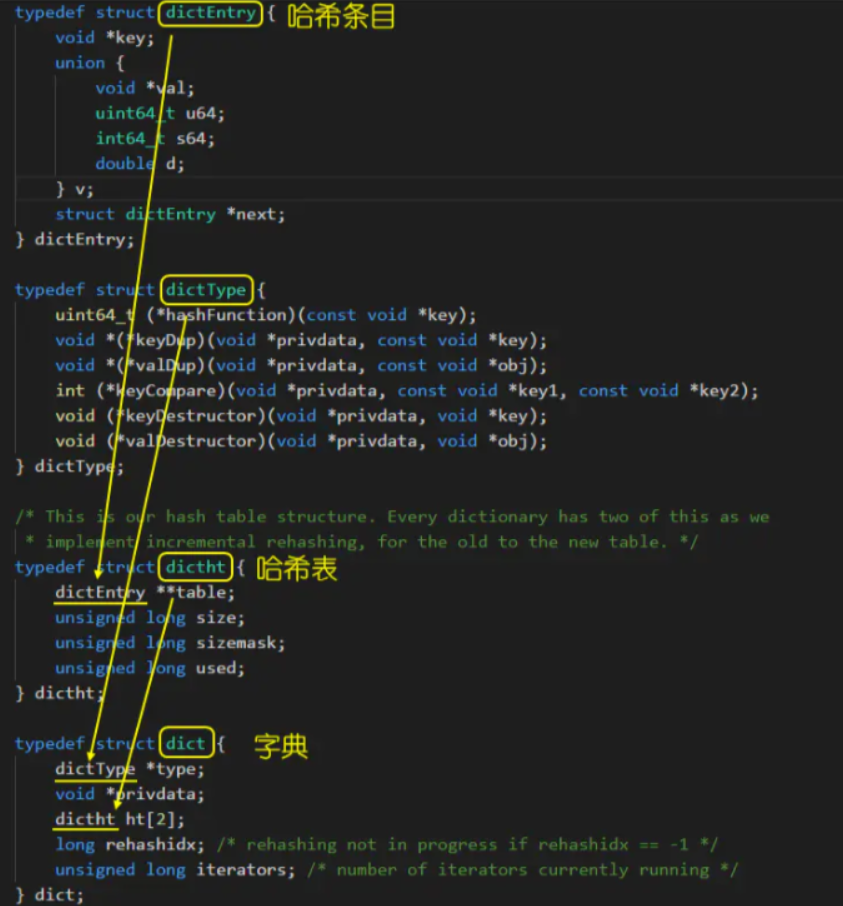 typedef struct dictEntry { 哈希条目
    void *key;
    union {
        void *val;
        uint64_t u64;
        int64_t s64;
        double d;
    } v;
    struct dictEntry *next;
} dictEntry;
typedef struct dictType {
    uint64_t (*hashFunction)(const void *key);
    void *(*keyDup)(void *privdata, const void *key);
    void *(*valDup)(void *privdata, const void *obj);
    int (*keyCompare)(void *privdata, const void *key1, const void *key2);
    void (*keyDestructor)(void *privdata, void *key);
    void (*valDestructor)(void *privdata, void *obj);
} dictType;
/* This is our hash table structure. Every dictionary has two of this as we
 * implement incremental rehashing, for the old to the new table. */
typedef struct dictht { 哈希表
    dictEntry **table;
    unsigned long size;
    unsigned long sizemask;
    unsigned long used;
} dictht;
typedef struct dict { 字典
    dictType *type;
    void *privdata;
    dictht ht[2];
    long rehashidx; /* rehashing not in progress if rehashidx == -1 */
    unsigned long iterators; /* number of iterators currently running */
} dict;